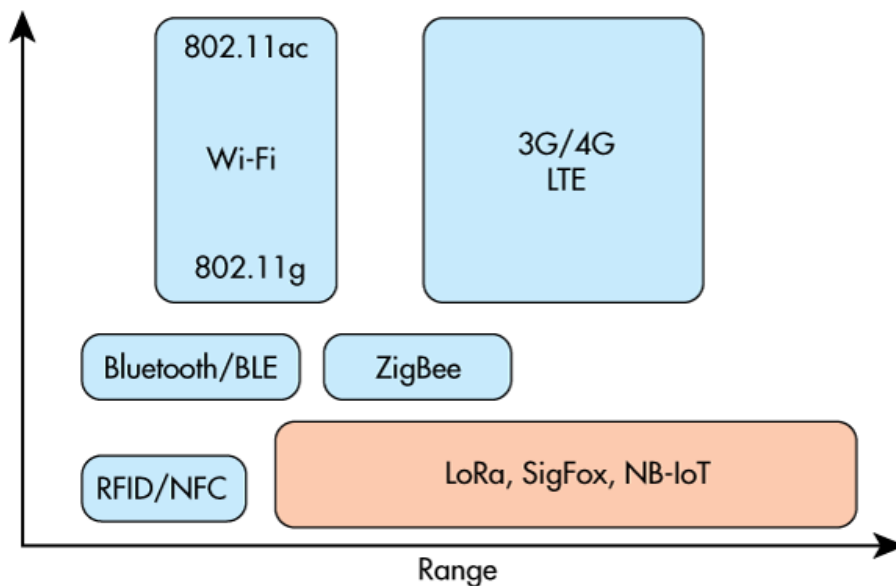 802.11ac
Wi-Fi
802.11g
3G/4G
LTE
Bluetooth/BLE
ZigBee
RFID/NFC
LoRa, SigFox, NB-IoT
Range